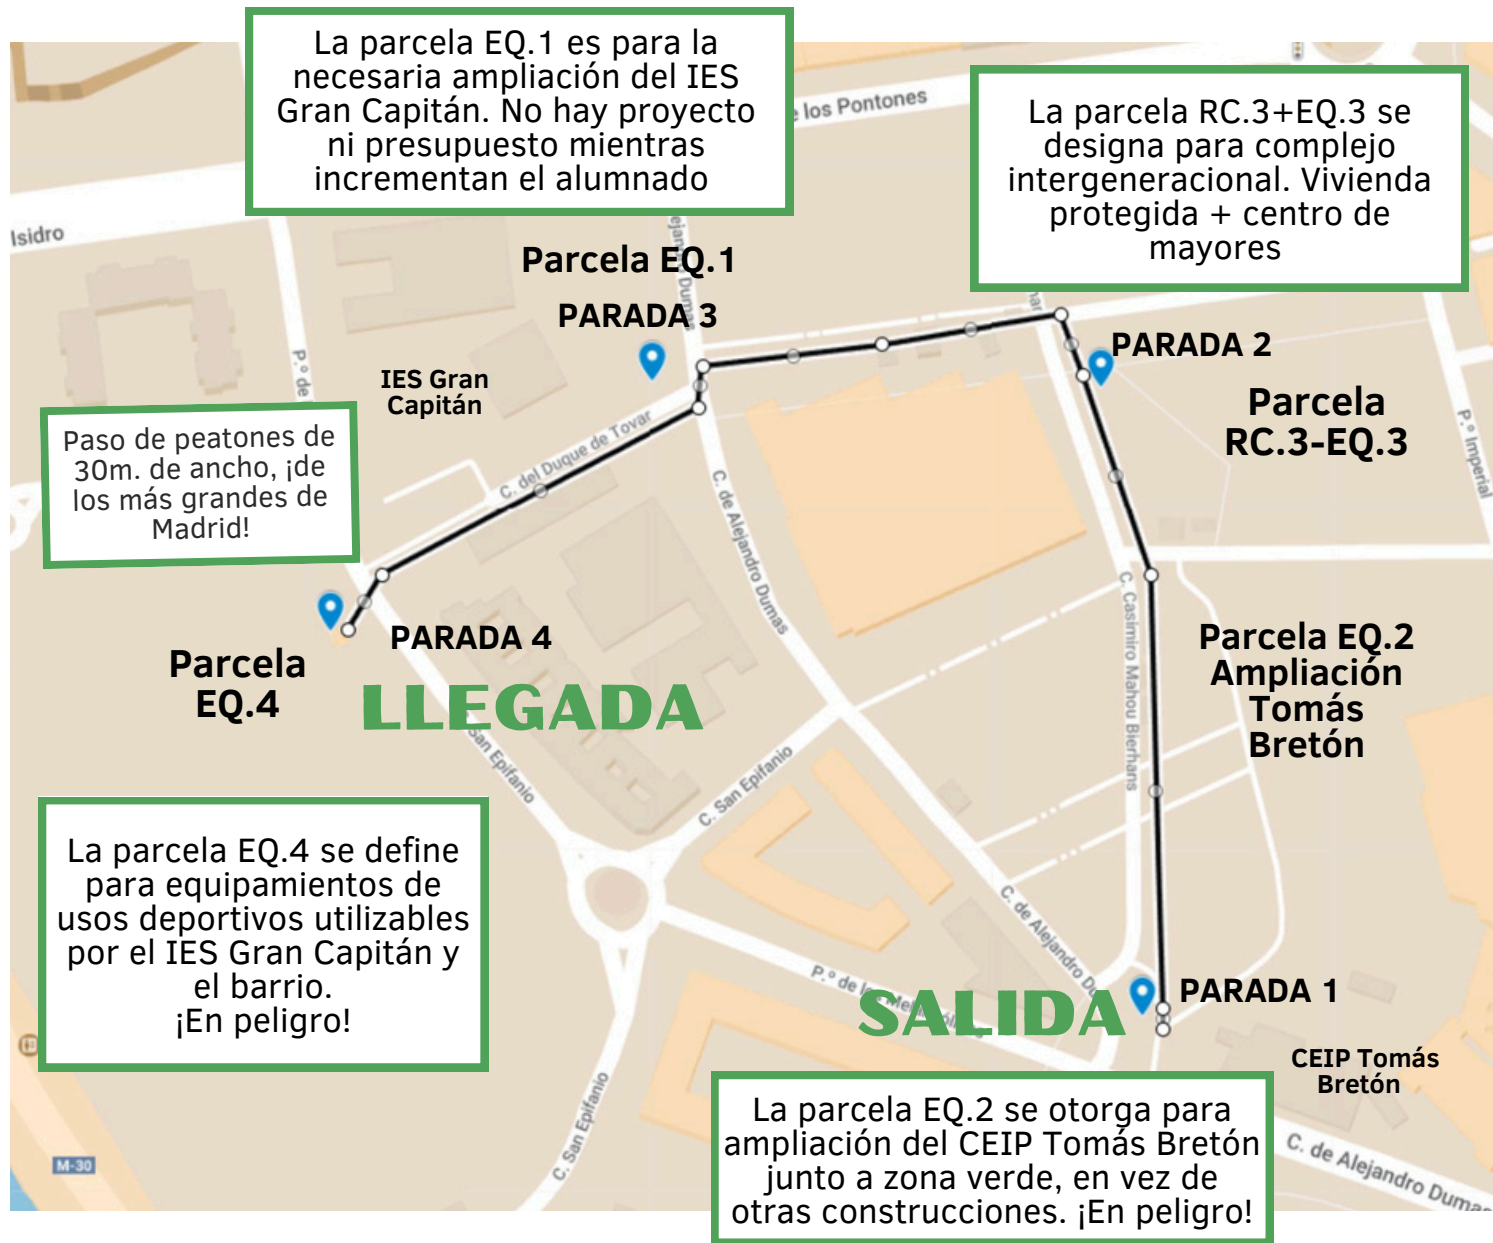 La parcela EQ.1 es para la
necesaria ampliación del IES
Gran Capitán. No hay proyecto
ni presupuesto mientras
incrementan el alumnado
de los Pontones
La parcela RC.3+EQ.3 se
designa para complejo
intergeneracional. Vivienda
protegida + centro de
mayores
Isidro
Parcela EQ.1
PARADA 3
ejandro Dumas
PARADA 2
Parcela
RC.3-EQ.3
P.º Imperial
P.º de
IES Gran
Capitán
Paso de peatones de
30m. de ancho, ¡de
los más grandes de
Madrid!
C. del Duque de Tovar
C. de Alejandro Dumas
C. Casimiro Mahou Bierhans
PARADA 4
Parcela
EQ.4
LLEGADA
Parcela EQ.2
Ampliación
Tomás
Bretón
San Epifanio
C. San Epifanio
La parcela EQ.4 se define
para equipamientos de
usos deportivos utilizables
por el IES Gran Capitán y
el barrio.
¡En peligro!
C. de Alejandro Du
P.º de los Mel
SALIDA
PARADA 1
CEIP Tomás
Bretón
C. San Epifanio
M-30
La parcela EQ.2 se otorga para
ampliación del CEIP Tomás Bretón
junto a zona verde, en vez de
otras construcciones. ¡En peligro!
C. de Alejandro Dumas